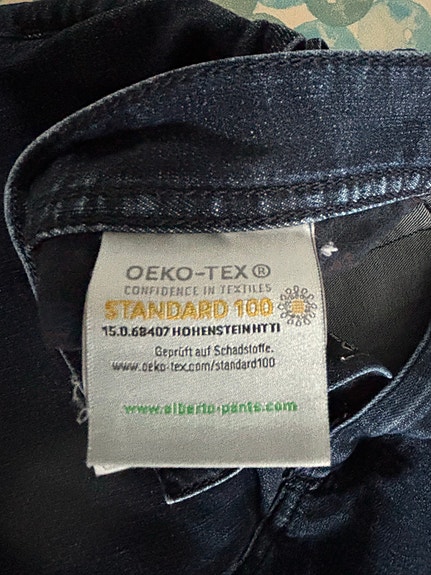 OEKO-TEX®
CONFIDENCE IN TEXTILES
STANDARD 100
15.0.68407 HOHENSTEIN HTTI
Geprüft auf Schadstoffe.
www.oeko-tex.com/standard100
www.alberto-pants.com